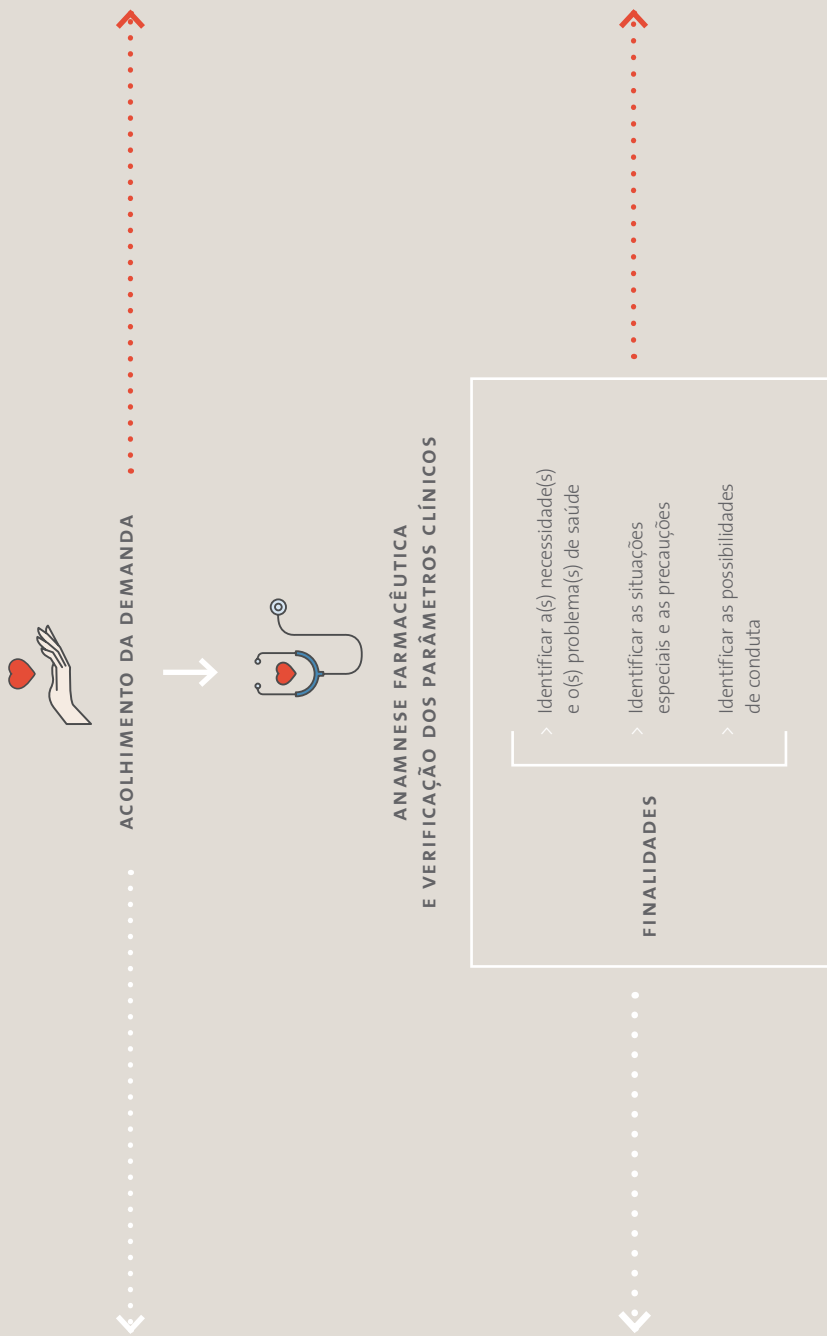 ACOLHIMENTO DA DEMANDA
ANAMNESE FARMACÊUTICA
E VERIFICAÇÃO DOS PARÂMETROS CLÍNICOS
FINALIDADES
> Identificar a(s) necessidade(s)
e o(s) problema(s) de saúde
> Identificar as situações
especiais e as precauções
> Identificar as possibilidades
de conduta